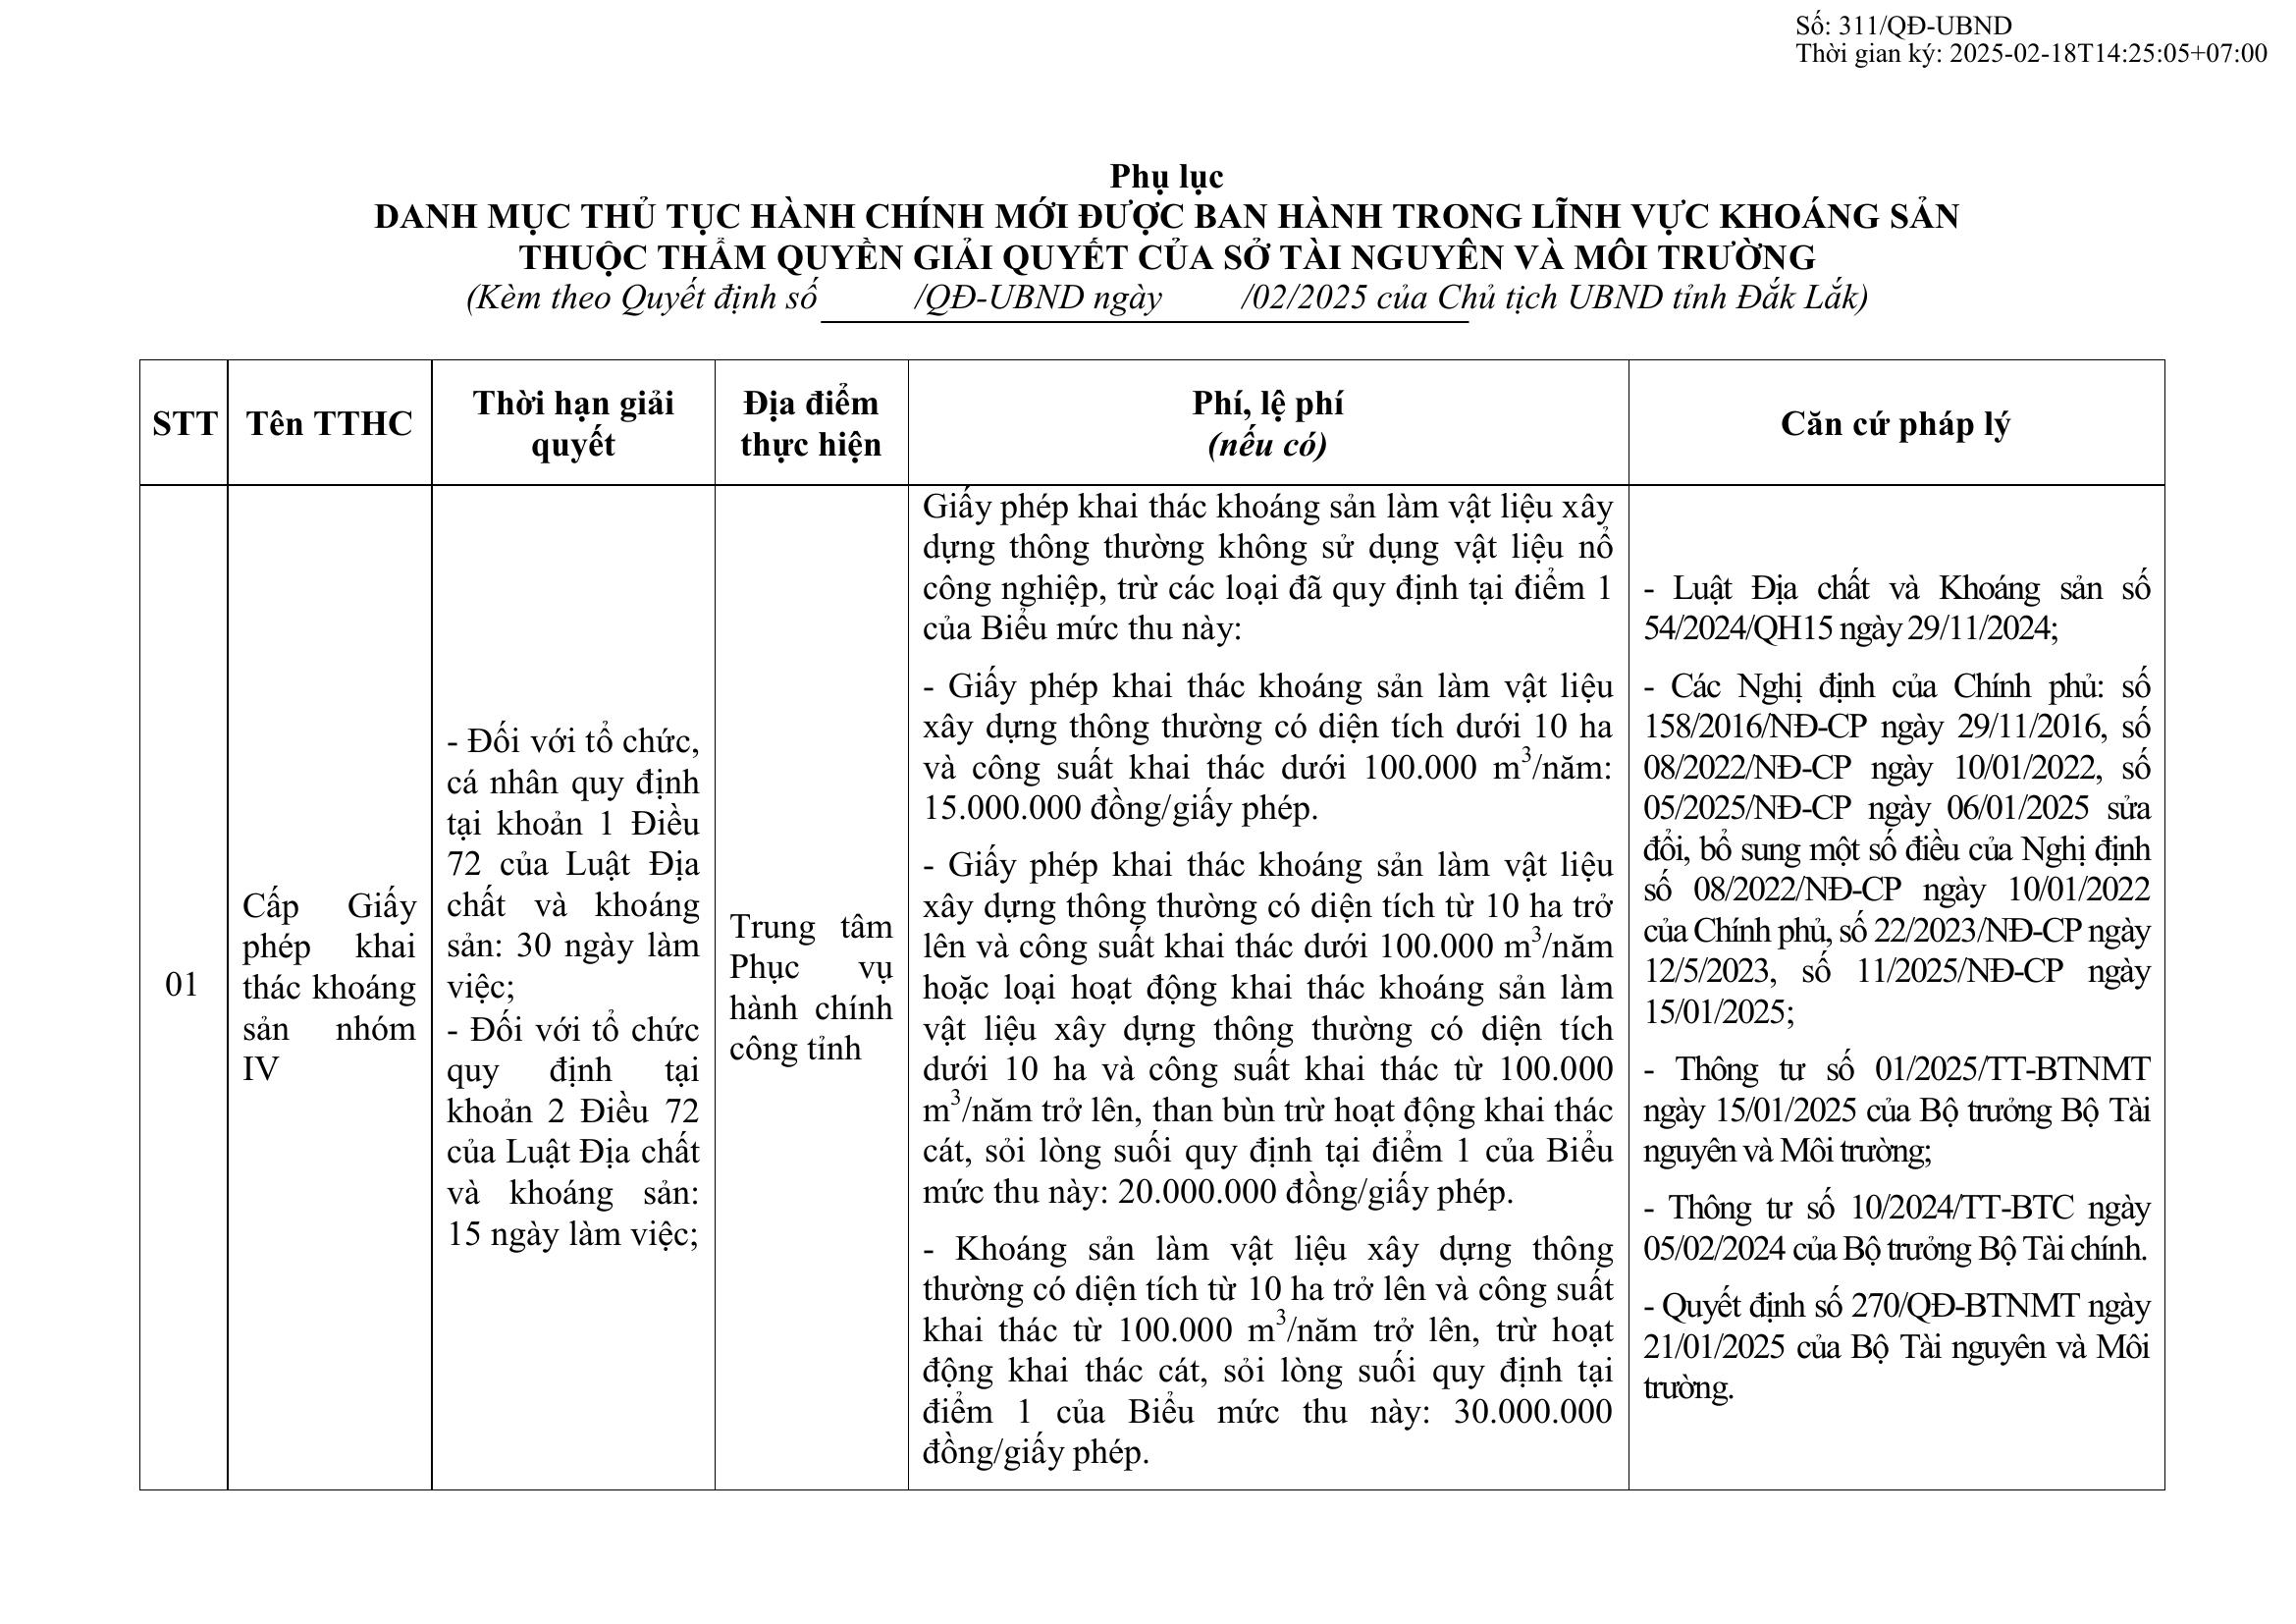 Số: 311/QĐ-UBND
Thời gian ký: 2025-02-18T14:25:05+07:00
Phụ lục
DANH MỤC THỦ TỤC HÀNH CHÍNH MỚI ĐƯỢC BAN HÀNH TRONG LĨNH VỰC KHOÁNG SẢN
THUỘC THẨM QUYỀN GIẢI QUYẾT CỦA SỞ TÀI NGUYÊN VÀ MÔI TRƯỜNG
(Kèm theo Quyết định số /QĐ-UBND ngày /02/2025 của Chủ tịch UBND tỉnh Đắk Lắk)
STT
Tên TTHC
Thời hạn giải
quyết
Địa điểm
thực hiện
Phí, lệ phí
(nếu có)
Căn cứ pháp lý
01
Cấp Giấy
phép khai
thác khoáng
sản nhóm
IV
- Đối với tổ chức,
cá nhân quy định
tại khoản 1 Điều
72 của Luật Địa
chất và khoáng
sản: 30 ngày làm
việc;
- Đối với tổ chức
quy định tại
khoản 2 Điều 72
của Luật Địa chất
và khoáng sản:
15 ngày làm việc;
Trung tâm
Phục vụ
hành chính
công tỉnh
Giấy phép khai thác khoáng sản làm vật liệu xây
dựng thông thường không sử dụng vật liệu nổ
công nghiệp, trừ các loại đã quy định tại điểm 1
của Biểu mức thu này:
- Giấy phép khai thác khoáng sản làm vật liệu
xây dựng thông thường có diện tích dưới 10 ha
và công suất khai thác dưới 100.000 m³/năm:
15.000.000 đồng/giấy phép.
- Giấy phép khai thác khoáng sản làm vật liệu
xây dựng thông thường có diện tích từ 10 ha trở
lên và công suất khai thác dưới 100.000 m³/năm
hoặc loại hoạt động khai thác khoáng sản làm
vật liệu xây dựng thông thường có diện tích
dưới 10 ha và công suất khai thác từ 100.000
m³/năm trở lên, than bùn trừ hoạt động khai thác
cát, sỏi lòng suối quy định tại điểm 1 của Biểu
mức thu này: 20.000.000 đồng/giấy phép.
- Khoáng sản làm vật liệu xây dựng thông
thường có diện tích từ 10 ha trở lên và công suất
khai thác từ 100.000 m³/năm trở lên, trừ hoạt
động khai thác cát, sỏi lòng suối quy định tại
điểm 1 của Biểu mức thu này: 30.000.000
đồng/giấy phép.
- Luật Địa chất và Khoáng sản số
54/2024/QH15 ngày 29/11/2024;
- Các Nghị định của Chính phủ: số
158/2016/NĐ-CP ngày 29/11/2016, số
08/2022/NĐ-CP ngày 10/01/2022, số
05/2025/NĐ-CP ngày 06/01/2025 sửa
đổi, bổ sung một số điều của Nghị định
số 08/2022/NĐ-CP ngày 10/01/2022
của Chính phủ, số 22/2023/NĐ-CP ngày
12/5/2023, số 11/2025/NĐ-CP ngày
15/01/2025;
- Thông tư số 01/2025/TT-BTNMT
ngày 15/01/2025 của Bộ trưởng Bộ Tài
nguyên và Môi trường;
- Thông tư số 10/2024/TT-BTC ngày
05/02/2024 của Bộ trưởng Bộ Tài chính.
- Quyết định số 270/QĐ-BTNMT ngày
21/01/2025 của Bộ Tài nguyên và Môi
trường.